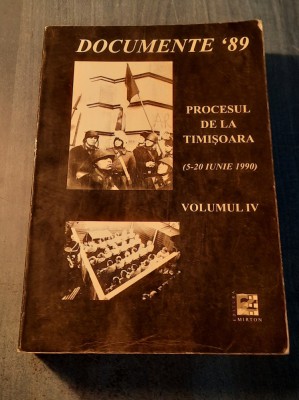 DOCUMENTE '89
PROCESUL
DE LA
TIMIȘOARA
(5-20 IUNIE 1990)
VOLUMUL IV
MIRTON